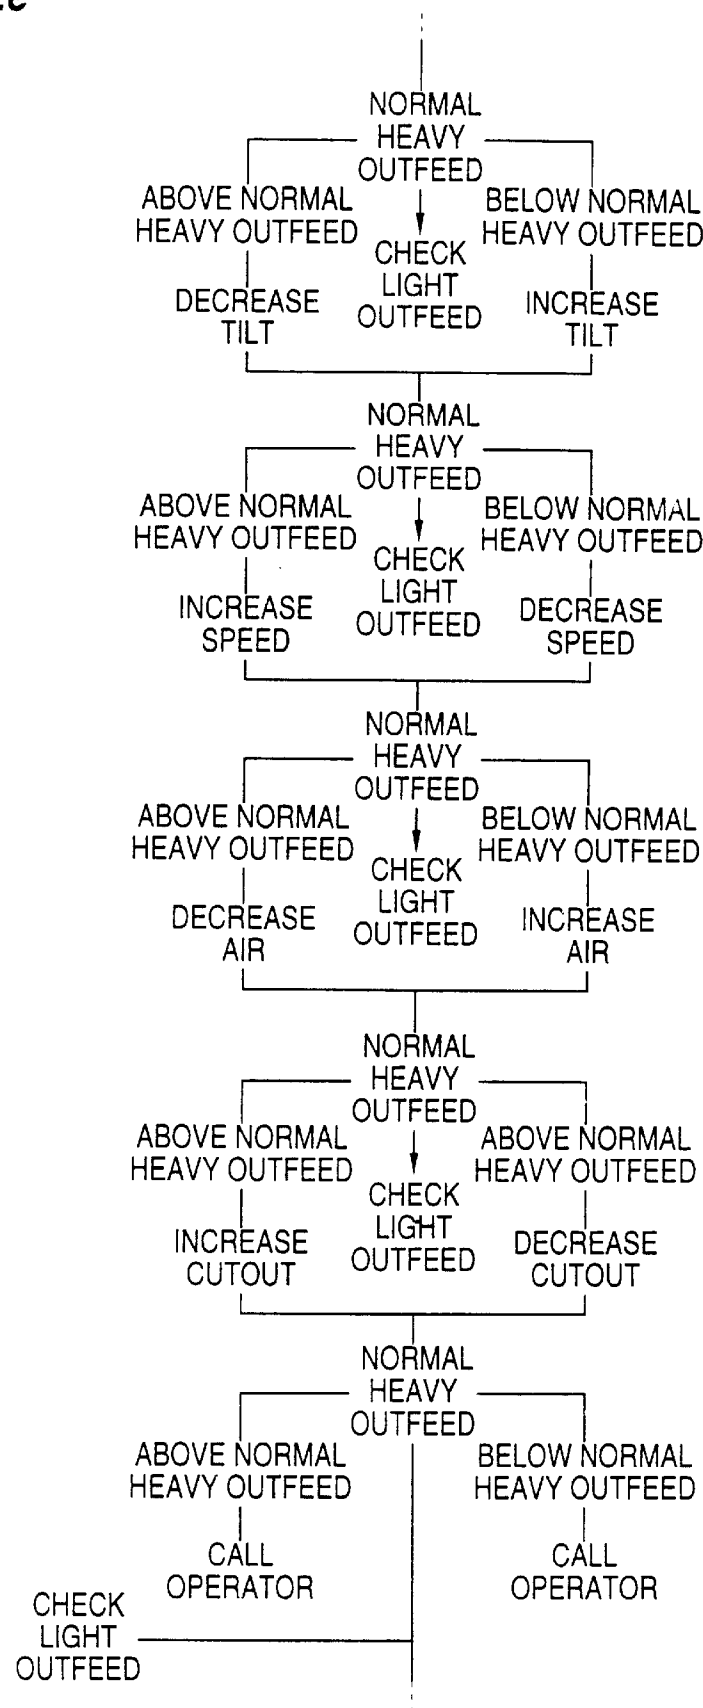 NORMAL
HEAVY
OUTFEED
ABOVE NORMAL
HEAVY OUTFEED
DECREASE
TILT
CHECK
LIGHT
OUTFEED
BELOW NORMAL
HEAVY OUTFEED
INCREASE
TILT
NORMAL
HEAVY
OUTFEED
ABOVE NORMAL
HEAVY OUTFEED
INCREASE
SPEED
CHECK
LIGHT
OUTFEED
BELOW NORMAL
HEAVY OUTFEED
DECREASE
SPEED
NORMAL
HEAVY
OUTFEED
ABOVE NORMAL
HEAVY OUTFEED
DECREASE
AIR
CHECK
LIGHT
OUTFEED
BELOW NORMAL
HEAVY OUTFEED
INCREASE
AIR
NORMAL
HEAVY
OUTFEED
ABOVE NORMAL
HEAVY OUTFEED
INCREASE
CUTOUT
CHECK
LIGHT
OUTFEED
ABOVE NORMAL
HEAVY OUTFEED
DECREASE
CUTOUT
NORMAL
HEAVY
OUTFEED
ABOVE NORMAL
HEAVY OUTFEED
CALL
OPERATOR
BELOW NORMAL
HEAVY OUTFEED
CALL
OPERATOR
CHECK
LIGHT
OUTFEED